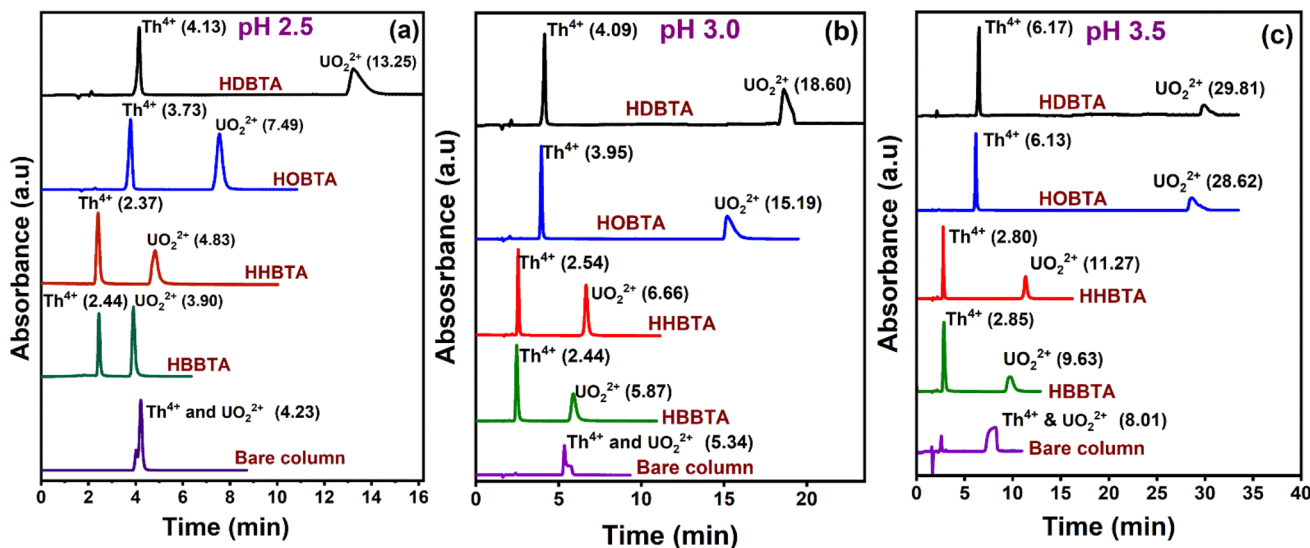 pH 2.5
(a)
Th⁴⁺ (4.13)
UO₂²⁺
(13.25)
HDBTA
Th⁴⁺ (3.73)
UO₂²⁺
(7.49)
HOBTA
Th⁴⁺
(2.37)
UO₂²⁺
(4.83)
HHBTA
Th⁴⁺
(2.44)
UO₂²⁺
(3.90)
HBBTA
Th⁴⁺ and UO₂²⁺ (4.23)
Bare column
Absorbance (a.u)
0 2 4 6 8 10 12 14 16
Time (min)
pH 3.0
(b)
Th⁴⁺
(4.09)
UO₂²⁺
(18.60)
HDBTA
Th⁴⁺
(3.95)
UO₂²⁺ (15.19)
HOBTA
Th⁴⁺
(2.54)
UO₂²⁺
(6.66)
HHBTA
Th⁴⁺
(2.44)
UO₂²⁺
(5.87)
HBBTA
Th⁴⁺ and UO₂²⁺ (5.34)
Bare column
Abosrbance (a.u)
0 5 10 15 20
Time (min)
pH 3.5
(c)
Th⁴⁺ (6.17)
UO₂²⁺ (29.81)
HDBTA
Th⁴⁺
(6.13)
UO₂²⁺ (28.62)
HOBTA
Th⁴⁺
(2.80)
UO₂²⁺
(11.27)
HHBTA
Th⁴⁺
(2.85)
UO₂²⁺ (9.63)
HBBTA
Th⁴⁺ & UO₂²⁺ (8.01)
Bare column
Absorbance (a.u)
0 5 10 15 20 25 30 35 40
Time (min)